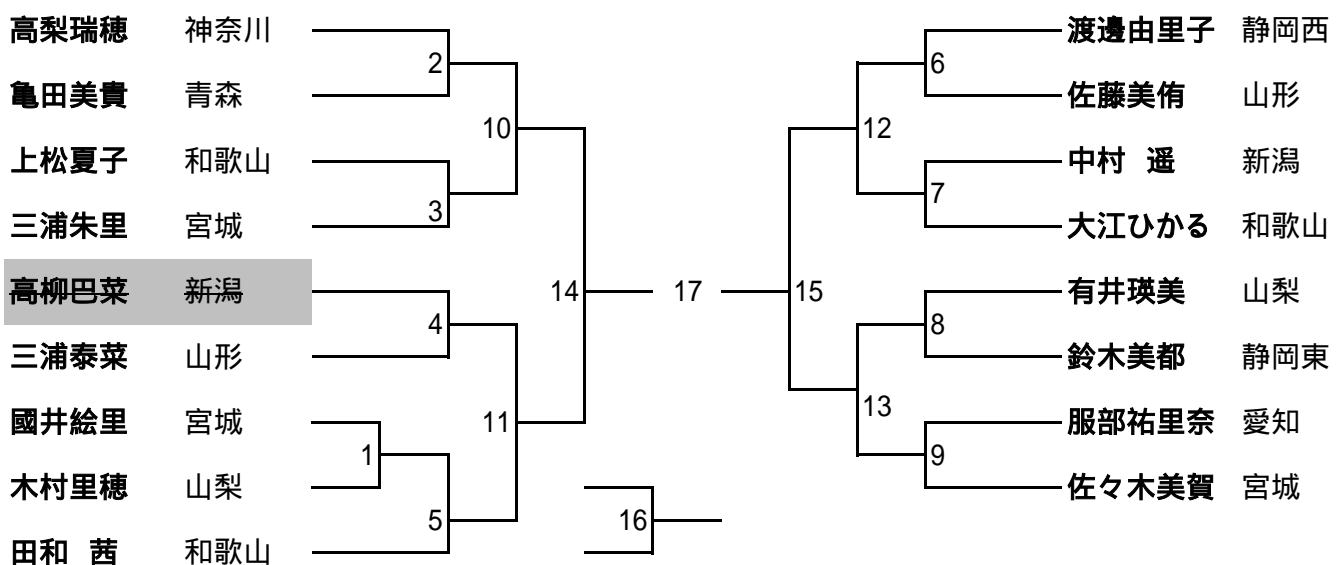 高梨瑞穂 神奈川 渡邊由里子 静岡西
2 6
亀田美貴 青森 佐藤美侑 山形
10 12
上松夏子 和歌山 中村 遥 新潟
3 7
三浦朱里 宮城 大江ひかる 和歌山
高柳巴菜 新潟 14 17 15 有井瑛美 山梨
4 8
三浦泰菜 山形 鈴木美都 静岡東
13
國井絵里 宮城 11 服部祐里奈 愛知
1 9
木村里穂 山梨 佐々木美賀 宮城
5 16
田和 茜 和歌山